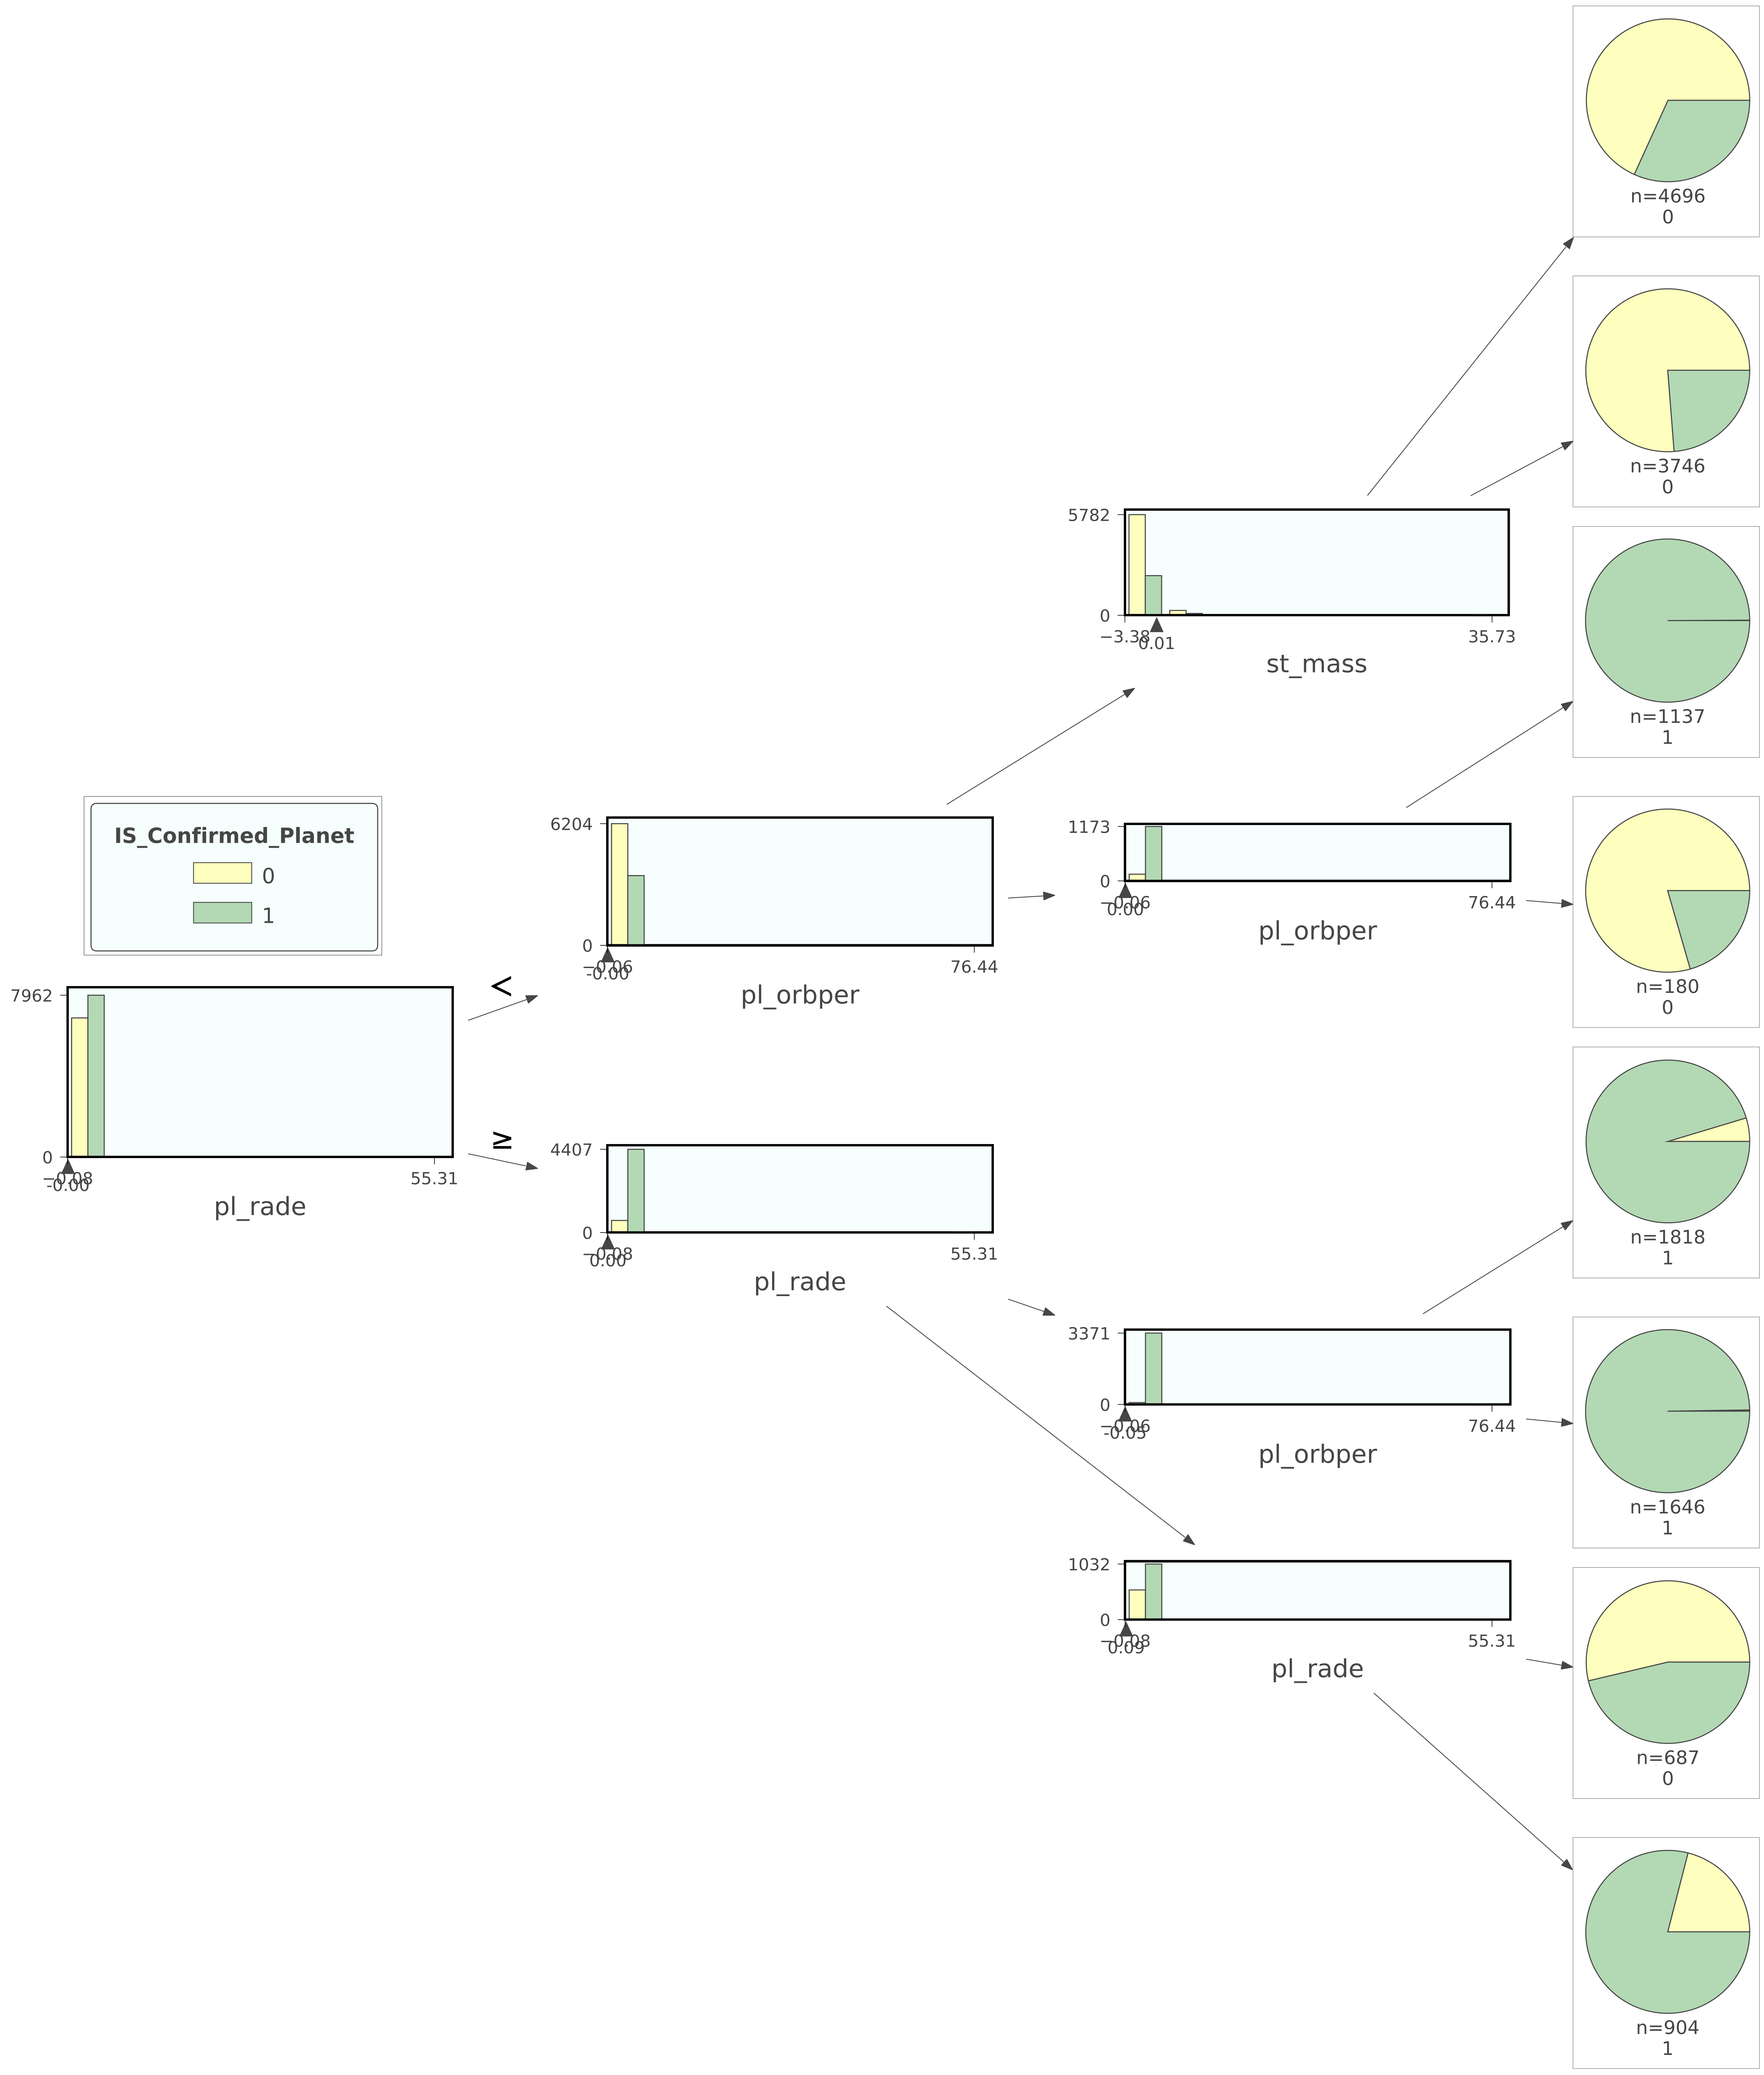 n=4696
0
n=3746
0
5782
0
−3.38
0.01
35.73
st_mass
n=1137
1
IS_Confirmed_Planet
0
1
6204
0
−0.06
-0.00
76.44
pl_orbper
1173
0
−0.06
0.00
76.44
pl_orbper
n=180
0
7962
0
−0.08
-0.00
55.31
pl_rade
<
≥
4407
0
−0.08
0.00
55.31
pl_rade
n=1818
1
3371
0
−0.06
-0.05
76.44
pl_orbper
n=1646
1
1032
0
−0.08
0.09
55.31
pl_rade
n=687
0
n=904
1